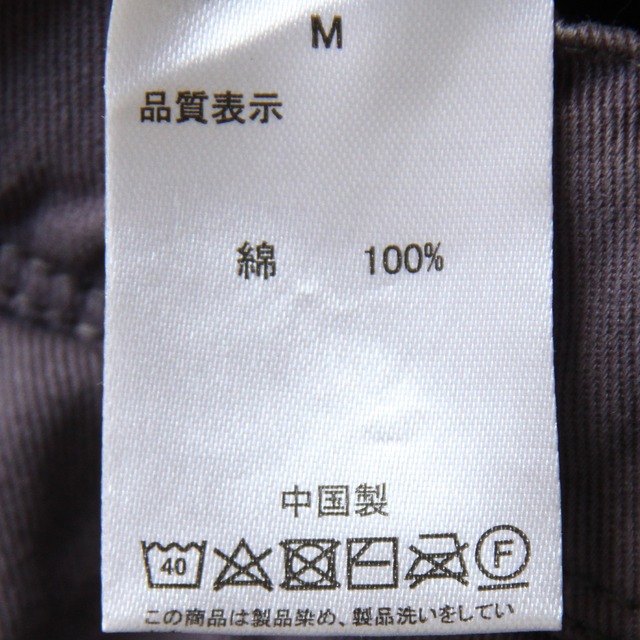 M
品質表示
綿 100%
中国製
40 F
この商品は製品染め、製品洗いをしてい